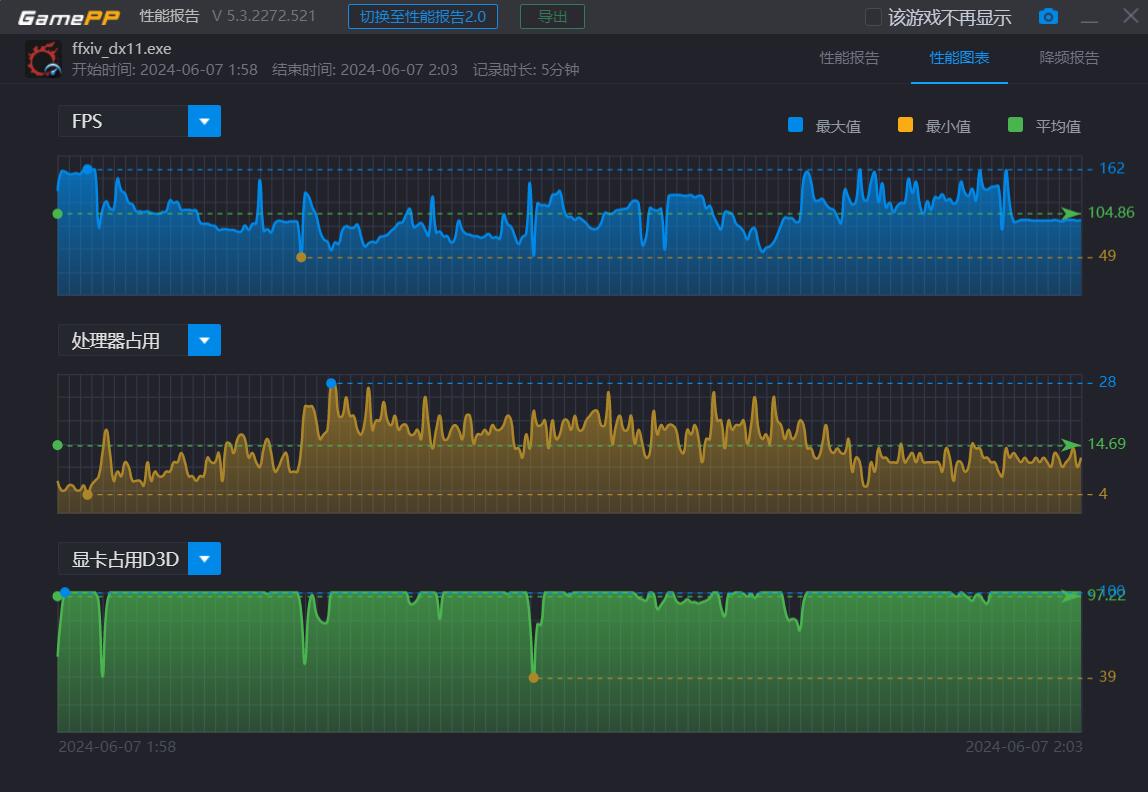 GamePP 性能报告 V 5.3.2272.521 切换至性能报告2.0 导出 该游戏不再显示
ffxiv_dx11.exe
开始时间: 2024-06-07 1:58 结束时间: 2024-06-07 2:03 记录时长: 5分钟
性能报告 性能图表 降频报告
FPS
最大值 最小值 平均值
162
104.86
49
处理器占用
28
14.69
4
显卡占用D3D
100
97.22
39
2024-06-07 1:58 2024-06-07 2:03